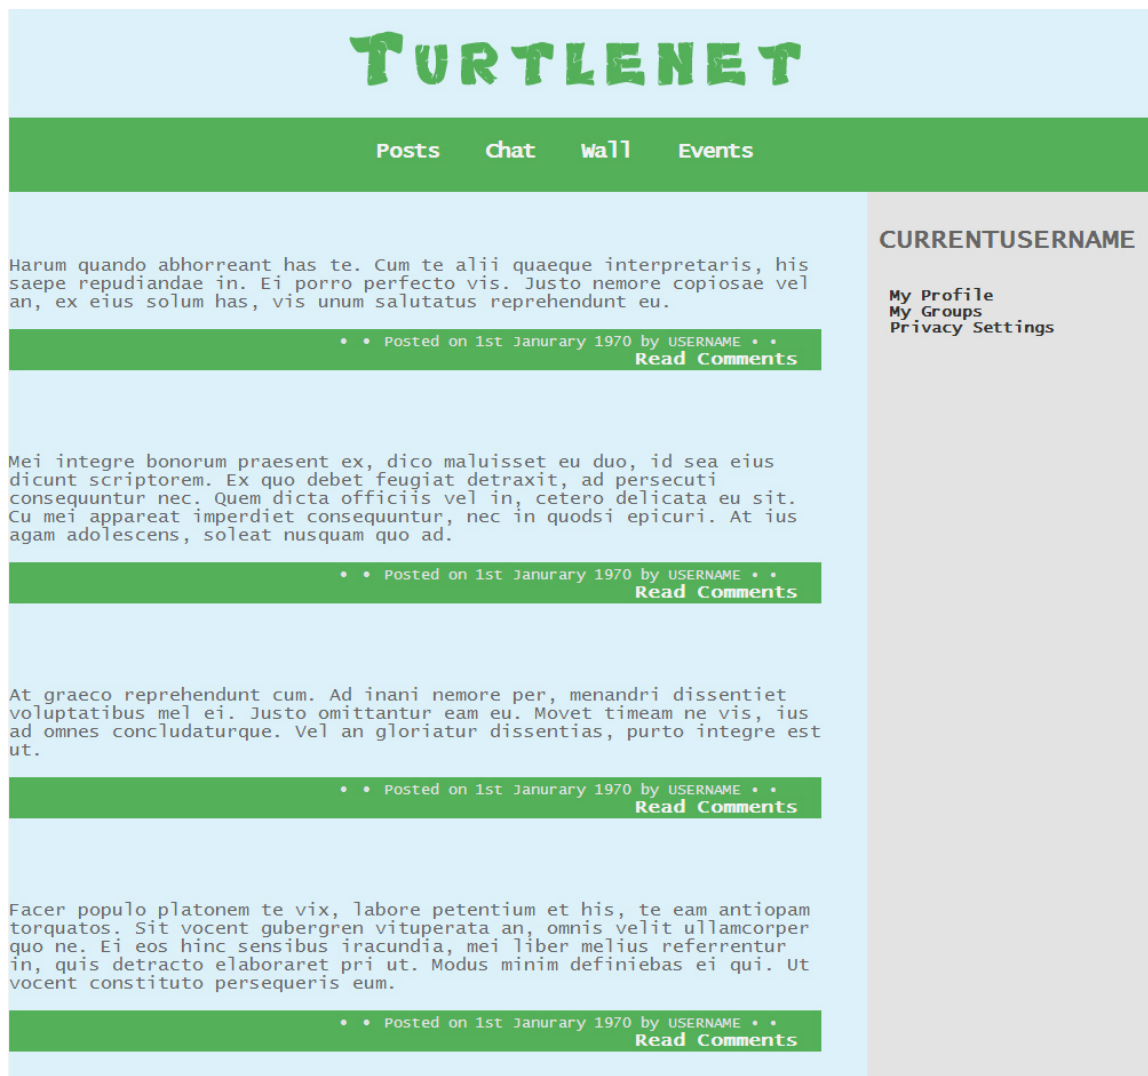 Turtlenet
Posts Chat Wall Events
Harum quando abhorreant has te. Cum te alii quaeque interpretaris, his
saepe repudiandae in. Ei porro perfecto vis. Justo nemore copiosae vel
an, ex eius solum has, vis unum salutatus reprehendunt eu.
• • Posted on 1st Janurary 1970 by USERNAME • •
Read Comments
Mei integre bonorum praesent ex, dico maluisset eu duo, id sea eius
dicunt scriptorem. Ex quo debet feugiat detraxit, ad persecuti
consequuntur nec. Quem dicta officiis vel in, cetero delicata eu sit.
Cu mei appareat imperdiet consequuntur, nec in quodsi epicuri. At ius
agam adolescens, soleat nusquam quo ad.
• • Posted on 1st Janurary 1970 by USERNAME • •
Read Comments
At graeco reprehendunt cum. Ad inani nemore per, menandri dissentiet
voluptatibus mel ei. Justo omittantur eam eu. Movet timeam ne vis, ius
ad omnes concludaturque. Vel an gloriatur dissentias, purto integre est
ut.
• • Posted on 1st Janurary 1970 by USERNAME • •
Read Comments
Facer populo platonem te vix, labore petentium et his, te eam antiopam
torquatos. Sit vocent gubergren vituperata an, omnis velit ullamcorper
quo ne. Ei eos hinc sensibus iracundia, mei liber melius referrentur
in, quis detracto elaboraret pri ut. Modus minim definiebas ei qui. Ut
vocent constituto persequeris eum.
• • Posted on 1st Janurary 1970 by USERNAME • •
Read Comments
CURRENTUSERNAME
My Profile
My Groups
Privacy Settings